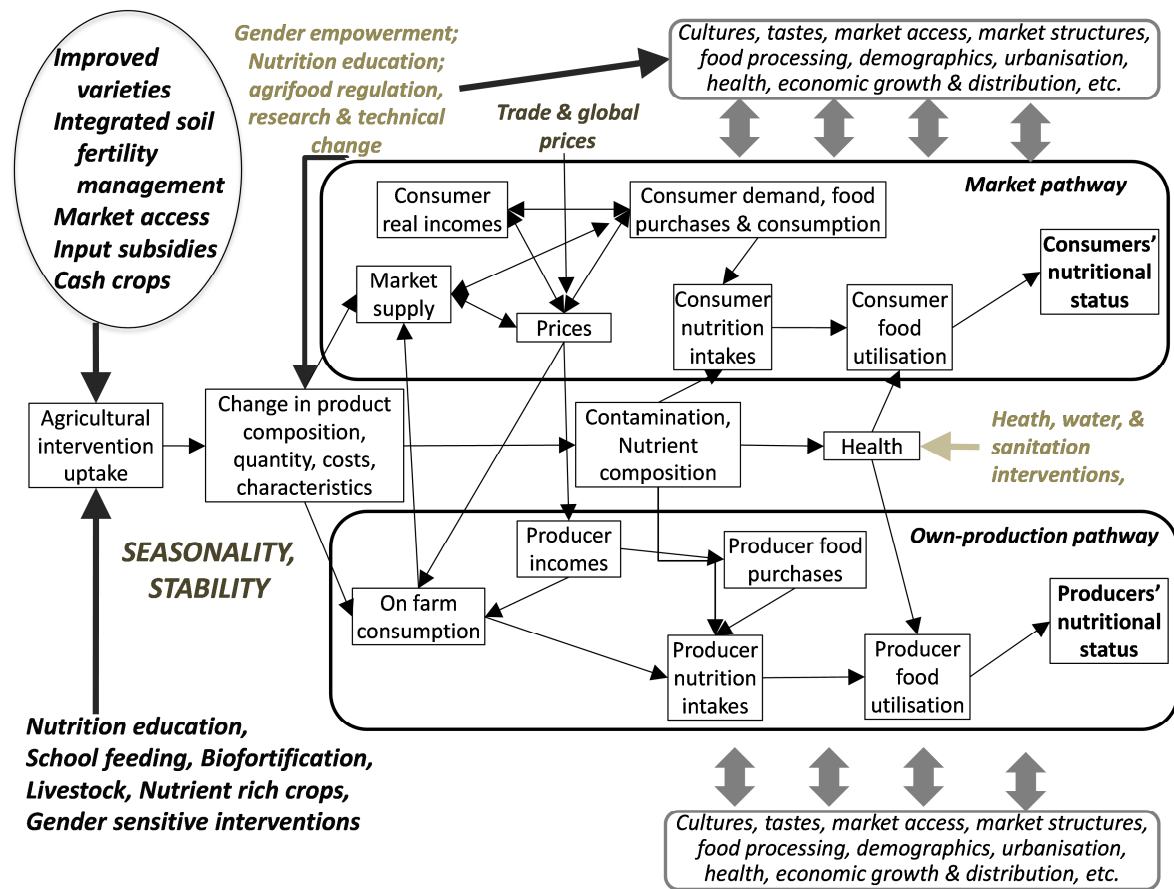 Improved
varieties
Integrated soil
fertility
management
Market access
Input subsidies
Cash crops
Gender empowerment;
Nutrition education;
agrifood regulation,
research & technical
change
Trade & global
prices
Cultures, tastes, market access, market structures,
food processing, demographics, urbanisation,
health, economic growth & distribution, etc.
Market pathway
Consumer
real incomes
Consumer demand, food
purchases & consumption
Consumers’
nutritional
status
Market
supply
Prices
Consumer
nutrition
intakes
Consumer
food
utilisation
Agricultural
intervention
uptake
Change in product
composition,
quantity, costs,
characteristics
Contamination,
Nutrient
composition
Health
Heath, water, &
sanitation
interventions,
SEASONALITY,
STABILITY
Own-production pathway
Producer
incomes
Producer food
purchases
On farm
consumption
Producers’
nutritional
status
Producer
nutrition
intakes
Producer
food
utilisation
Nutrition education,
School feeding, Biofortification,
Livestock, Nutrient rich crops,
Gender sensitive interventions
Cultures, tastes, market access, market structures,
food processing, demographics, urbanisation,
health, economic growth & distribution, etc.